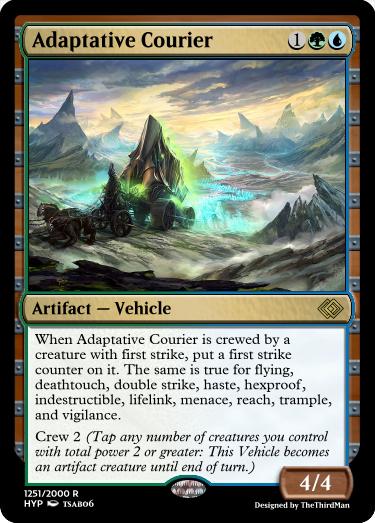 Adaptative Courier 1
Artifact — Vehicle
When Adaptative Courier is crewed by a
creature with first strike, put a first strike
counter on it. The same is true for flying,
deathtouch, double strike, haste, hexproof,
indestructible, lifelink, menace, reach, trample,
and vigilance.
Crew 2 (Tap any number of creatures you control
with total power 2 or greater: This Vehicle becomes
an artifact creature until end of turn.)
4/4
1251/2000 R
HYP TSABO6
Designed by TheThirdMan